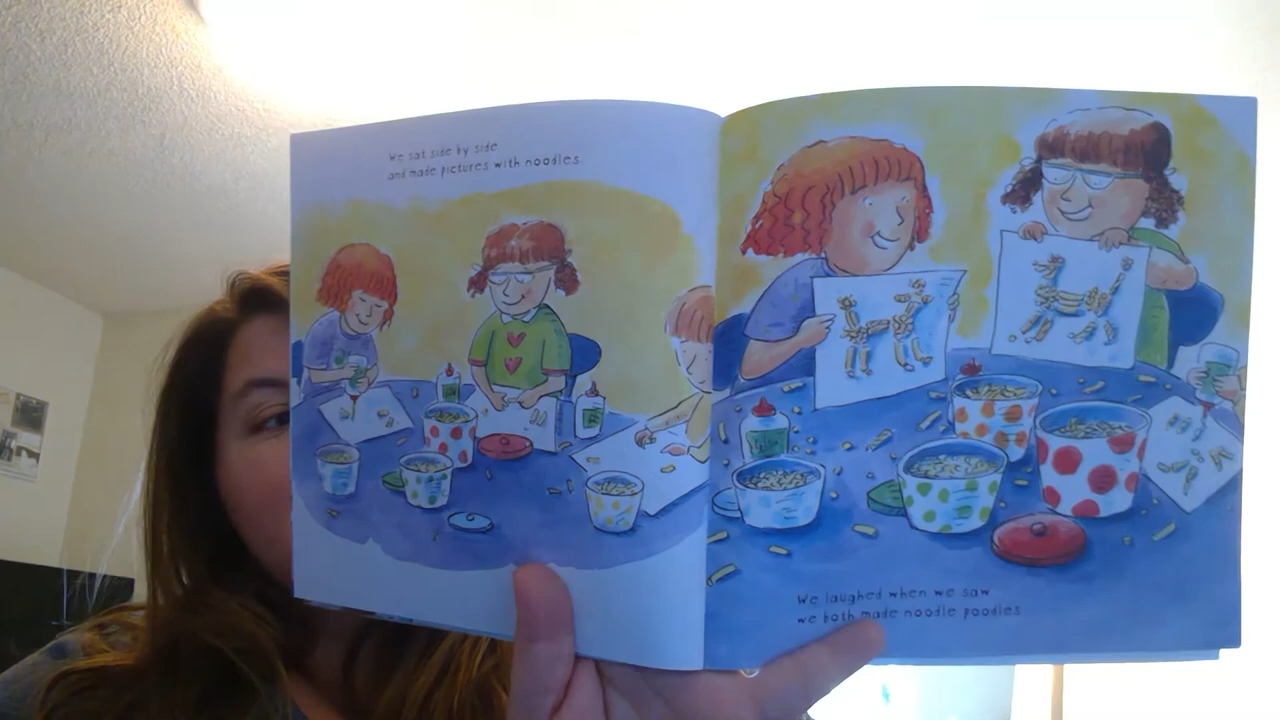 We sat side by side
and made pictures with noodles.
We laughed when we saw
we both made noodle poodles